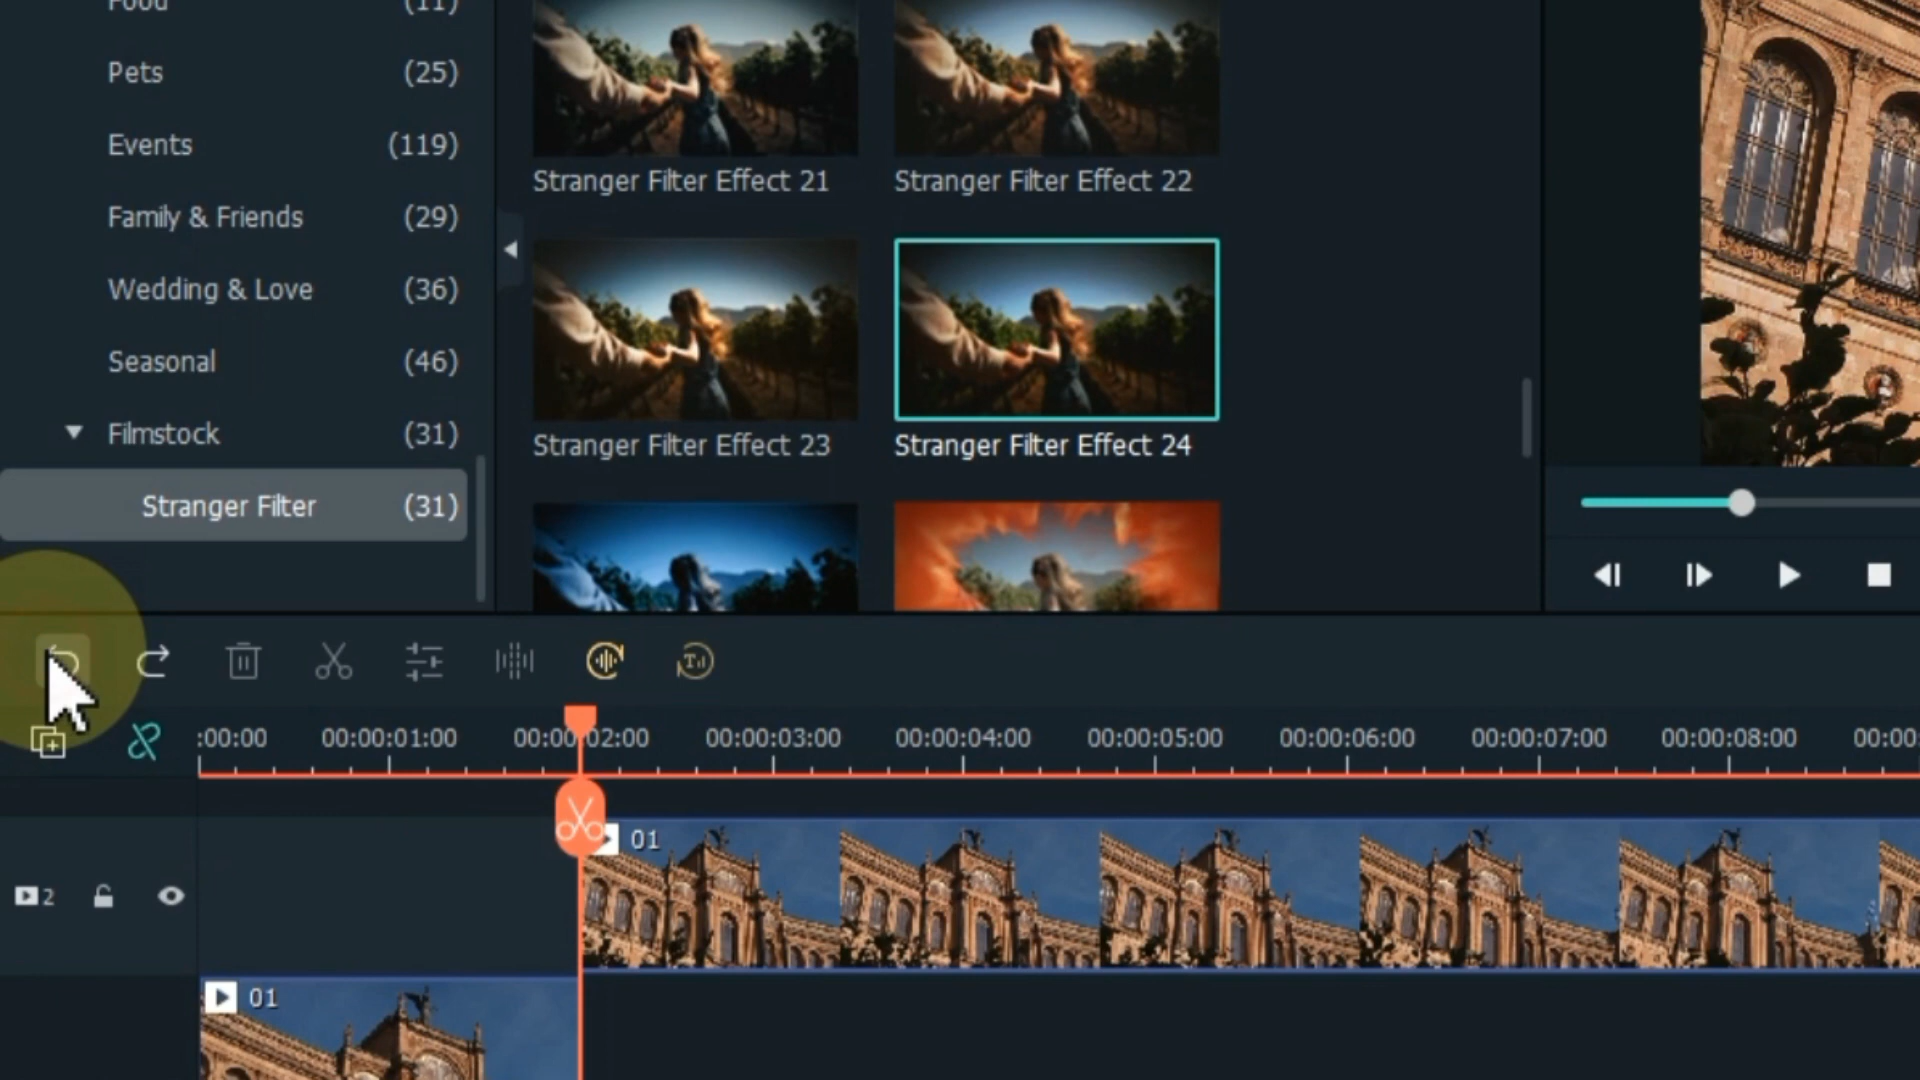 Food (11)
Pets (25)
Events (119)
Family & Friends (29)
Wedding & Love (36)
Seasonal (46)
Filmstock (31)
Stranger Filter (31)
Stranger Filter Effect 21
Stranger Filter Effect 22
Stranger Filter Effect 23
Stranger Filter Effect 24
:00:00 00:00:01:00 00:00:02:00 00:00:03:00 00:00:04:00 00:00:05:00 00:00:06:00 00:00:07:00 00:00:08:00 00:00
01
2
01